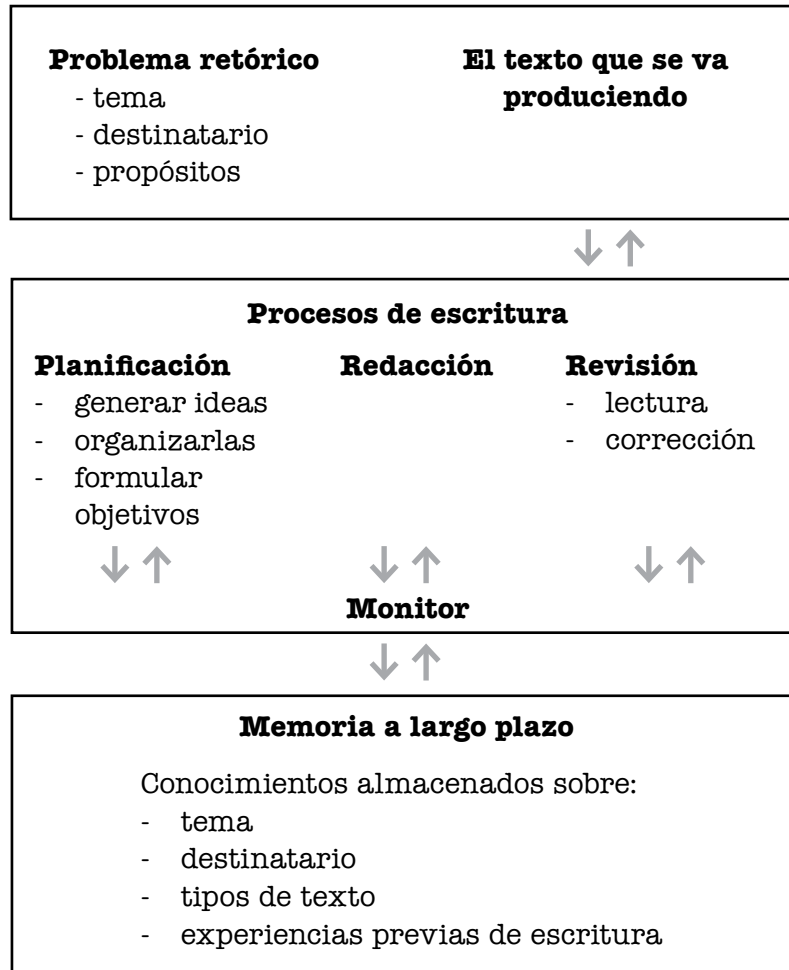 Problema retórico
- tema
- destinatario
- propósitos
El texto que se va
produciendo
Procesos de escritura
Planificación
- generar ideas
- organizarlas
- formular
objetivos
Redacción
Revisión
- lectura
- corrección
Monitor
Memoria a largo plazo
Conocimientos almacenados sobre:
- tema
- destinatario
- tipos de texto
- experiencias previas de escritura